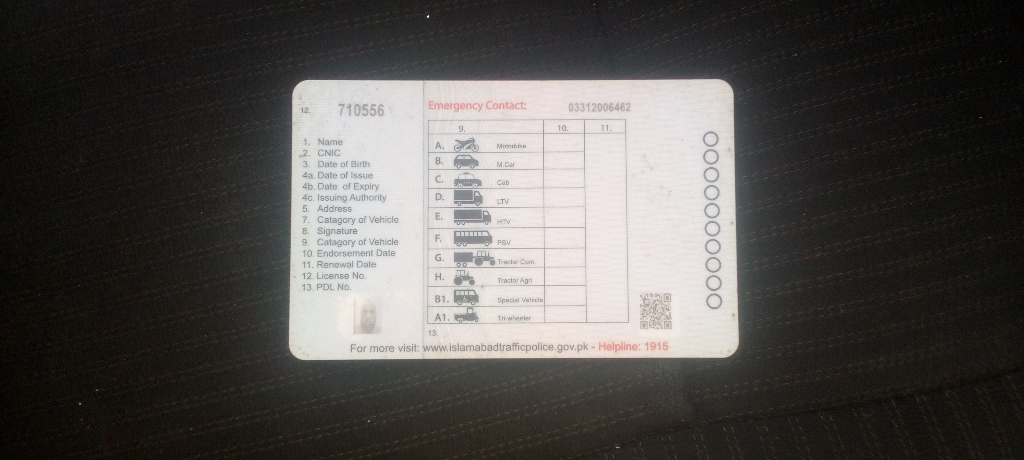 12. 710556
Emergency Contact: 03312006462
1. Name
2. CNIC
3. Date of Birth
4a. Date of Issue
4b. Date of Expiry
4c. Issuing Authority
5. Address
7. Catagory of Vehicle
8. Signature
9. Catagory of Vehicle
10. Endorsement Date
11. Renewal Date
12. License No.
13. PDL No.
9. 10. 11.
A. Motorbike
B. M.Car
C. Cab
D. LTV
E. HTV
F. PSV
G. Tractor Com.
H. Tractor Agri
B1. Special Vehicle
A1. Tri-wheeler
13.
For more visit: www.islamabadtrafficpolice.gov.pk - Helpline: 1915